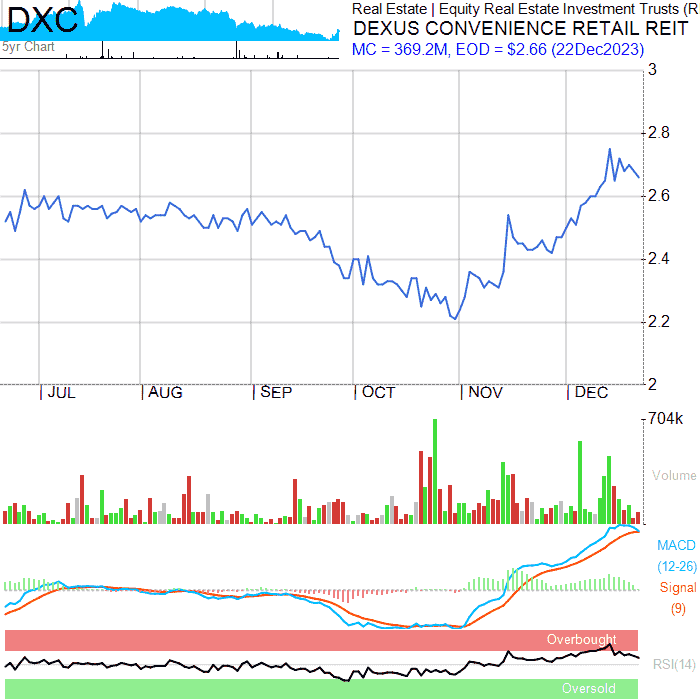 DXC
5yr Chart
Real Estate | Equity Real Estate Investment Trusts (R
DEXUS CONVENIENCE RETAIL REIT
MC = 369.2M, EOD = $2.66 (22Dec2023)
3
2.8
2.6
2.4
2.2
2
JUL AUG SEP OCT NOV DEC
704k
Volume
MACD
(12-26)
Signal
(9)
Overbought
RSI(14)
Oversold